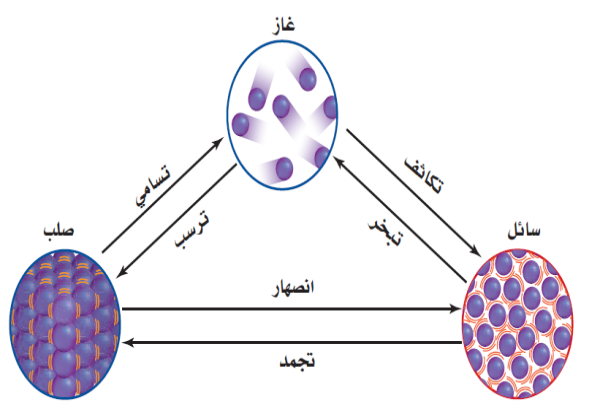 غاز
تسامي
تكاثف
ترسب
تبخر
صلب
سائل
انصهار
تجمد